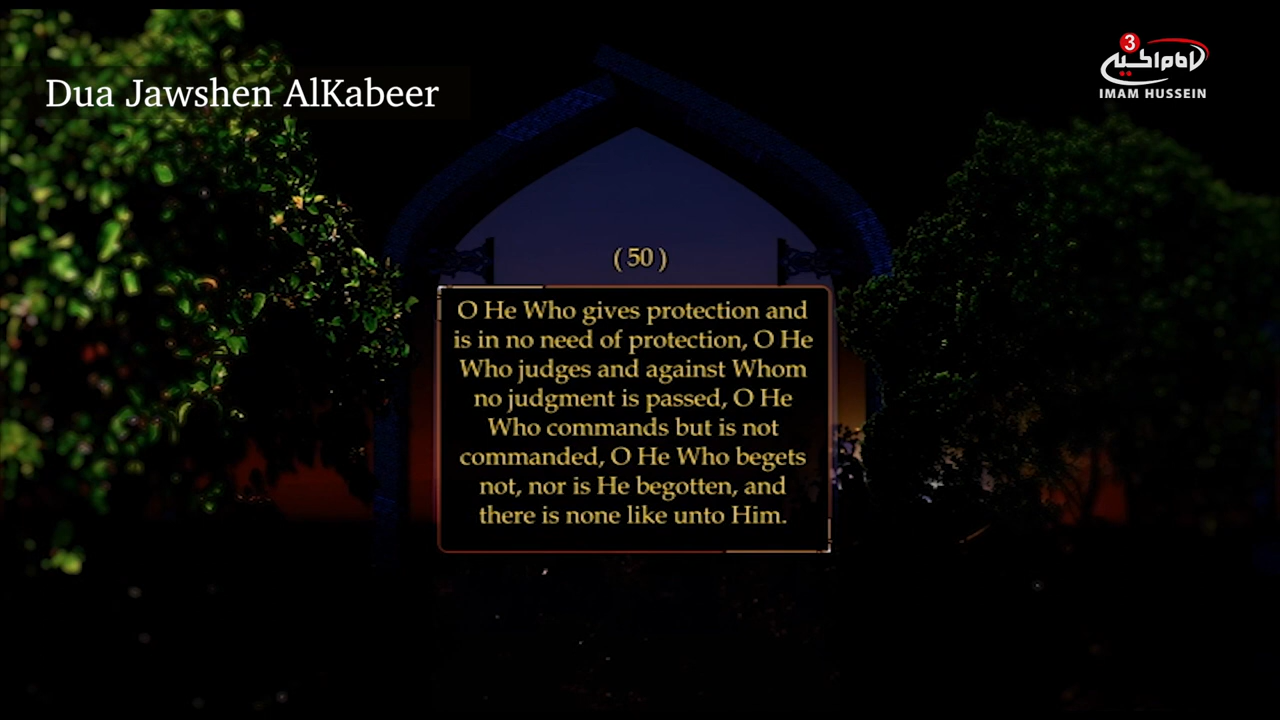 Dua Jawshen AlKabeer
3
IMAM HUSSEIN
( 50 )
O He Who gives protection and
is in no need of protection, O He
Who judges and against Whom
no judgment is passed, O He
Who commands but is not
commanded, O He Who begets
not, nor is He begotten, and
there is none like unto Him.